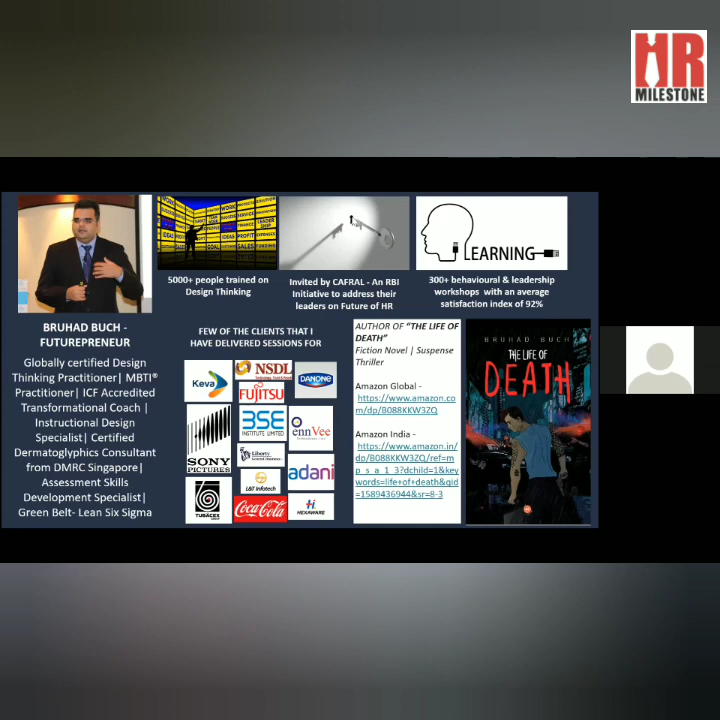 HR
MILESTONE
LEARNING
5000+ people trained on
Design Thinking
Invited by CAFRAL - An RBI
Initiative to address their
leaders on Future of HR
300+ behavioural & leadership
workshops with an average
satisfaction index of 92%
BRUHAD BUCH -
FUTUREPRENEUR
Globally certified Design
Thinking Practitioner| MBTI®
Practitioner| ICF Accredited
Transformational Coach |
Instructional Design
Specialist| Certified
Dermatoglyphics Consultant
from DMRC Singapore|
Assessment Skills
Development Specialist|
Green Belt- Lean Six Sigma
FEW OF THE CLIENTS THAT I
HAVE DELIVERED SESSIONS FOR
Keva
NSDL
DANONE
FUJITSU
SONY
PICTURES
BSE
INSTITUTE LIMITED
ennVee
Liberty
L&T Infotech
adani
TUBACEX
GROUP
Coca-Cola
HEXAWARE
AUTHOR OF "THE LIFE OF
DEATH"
Fiction Novel | Suspense
Thriller
Amazon Global -
https://www.amazon.co
m/dp/B088KKW3ZQ
Amazon India -
https://www.amazon.in/
dp/B088KKW3ZQ/ref=m
p_s_a_1_3?dchild=1&key
words=life+of+death&qid
=1589436944&sr=8-3
BRUHAD BUCH
THE LIFE OF
DEATH